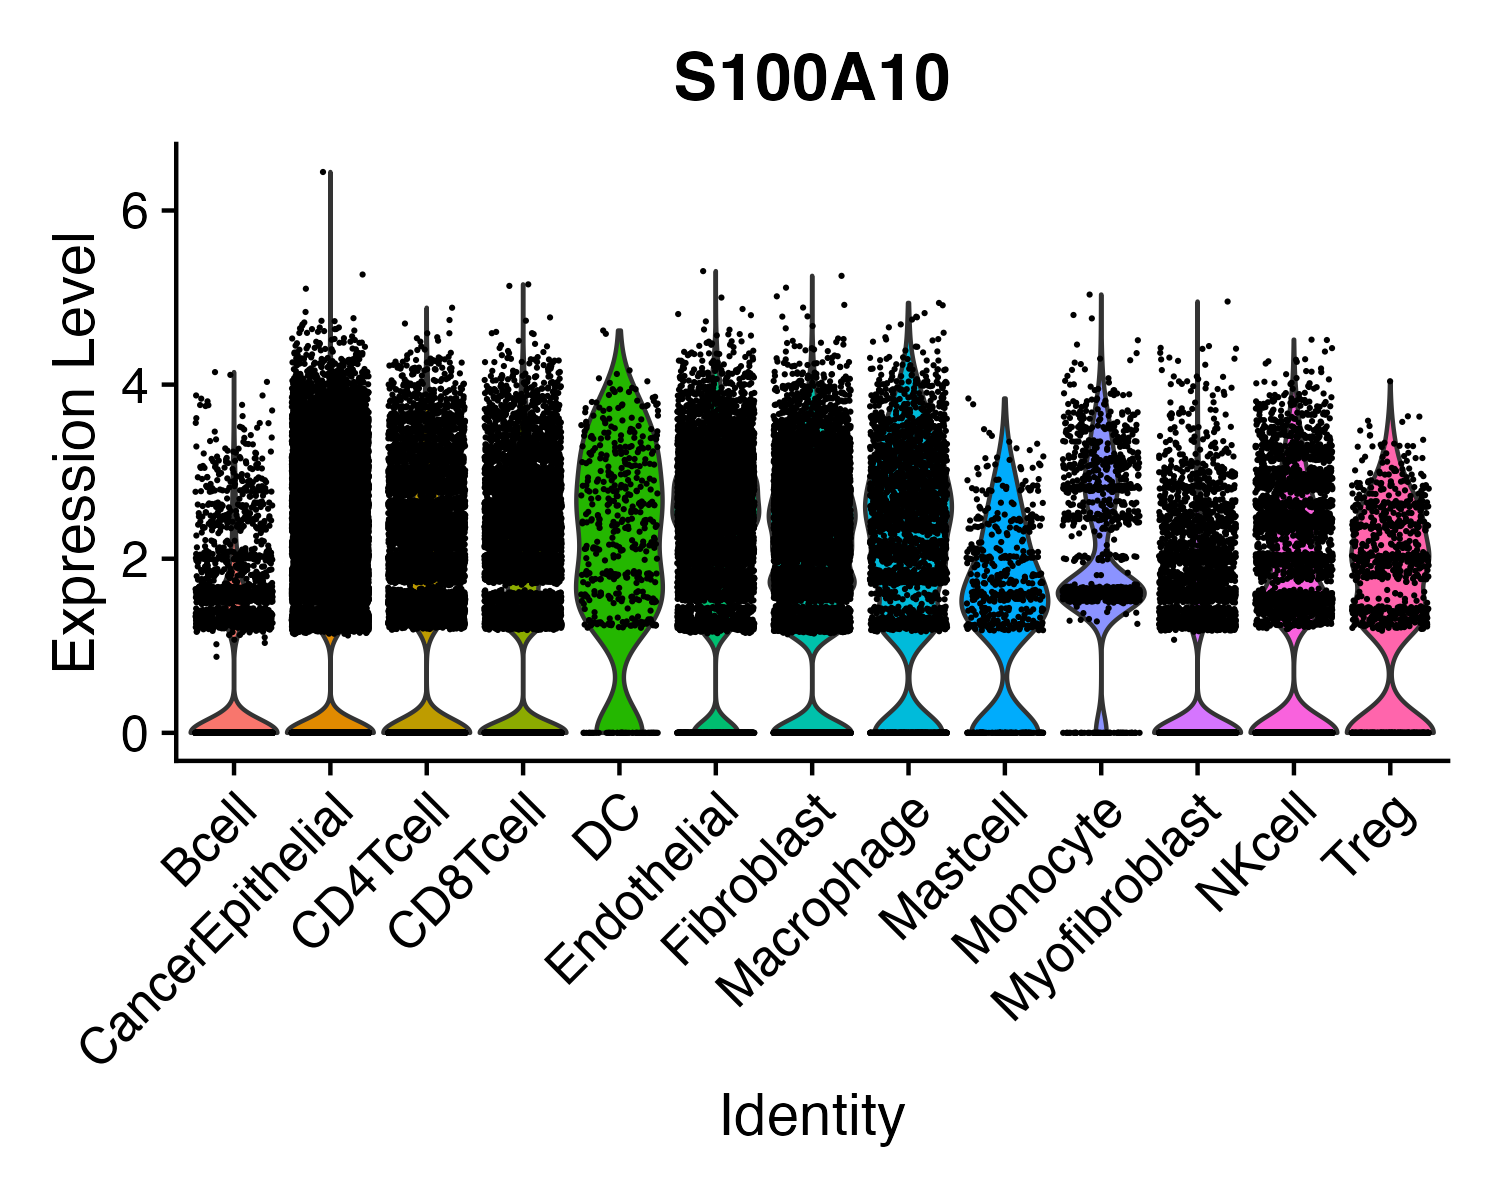 S100A10
Expression Level
6
4
2
0
Bcell
CancerEpithelial
CD4Tcell
CD8Tcell
DC
Endothelial
Fibroblast
Macrophage
Mastcell
Monocyte
Myofibroblast
NKcell
Treg
Identity